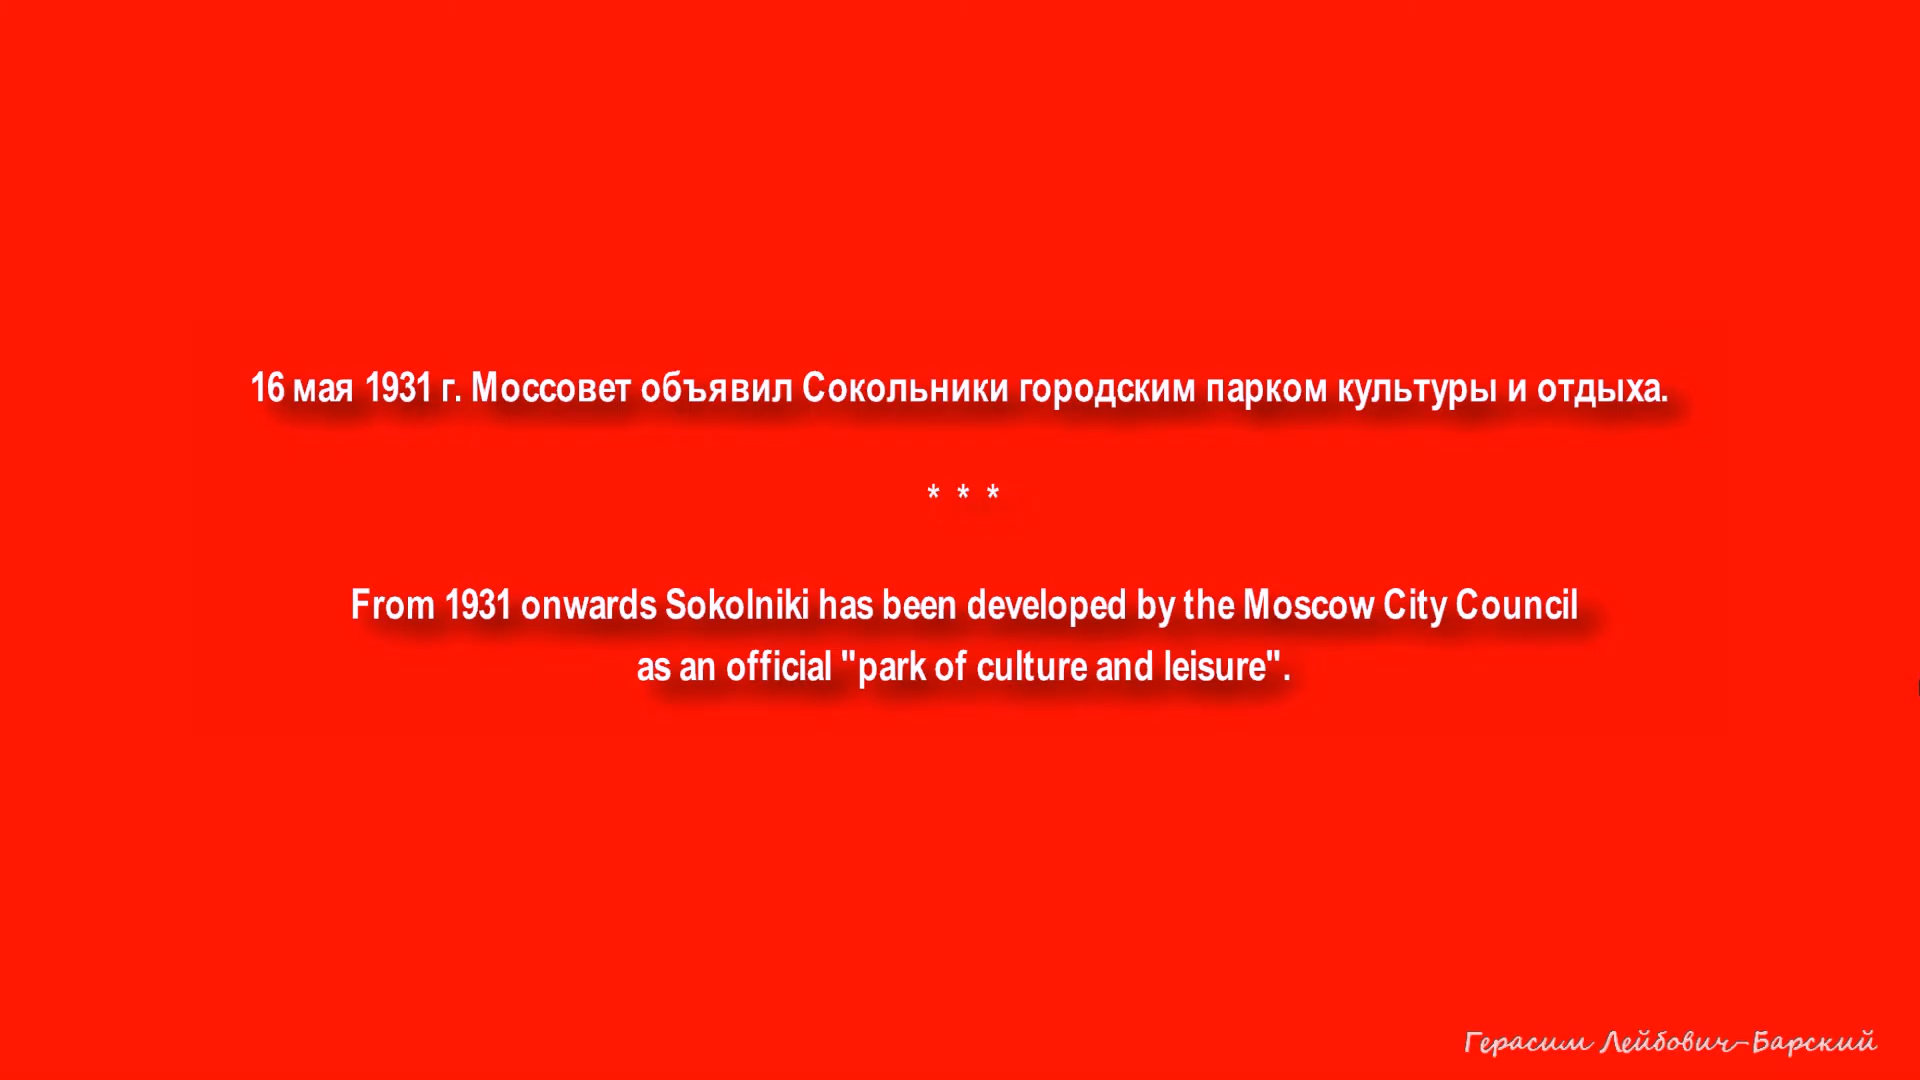 16 мая 1931 г. Моссовет объявил Сокольники городским парком культуры и отдыха.
* * *
From 1931 onwards Sokolniki has been developed by the Moscow City Council
as an official "park of culture and leisure".
Герасим Лейбович-Барский